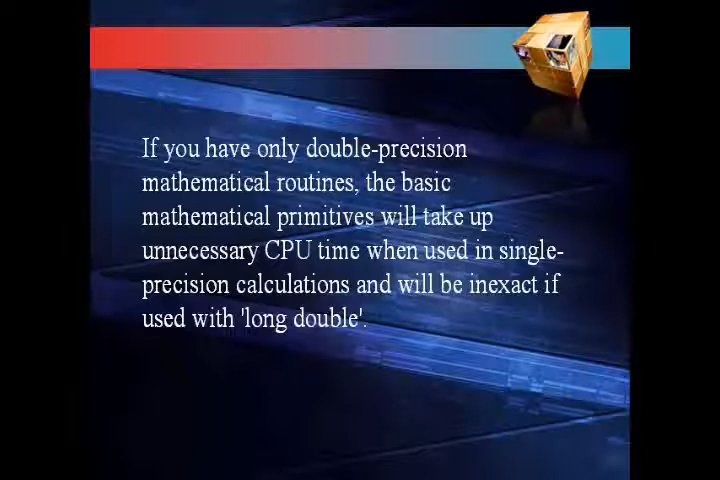 If you have only double-precision
mathematical routines, the basic
mathematical primitives will take up
unnecessary CPU time when used in single-
precision calculations and will be inexact if
used with 'long double'.